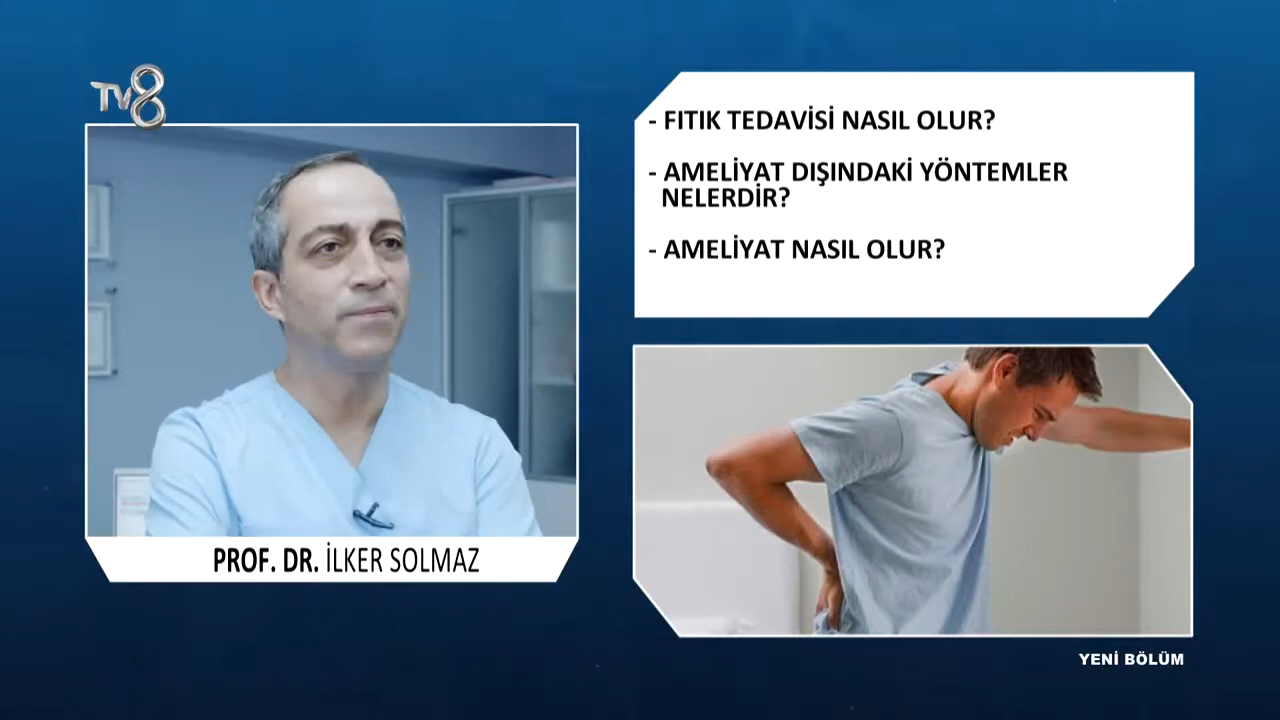 TV8
- FITIK TEDAVİSİ NASIL OLUR?
- AMELİYAT DIŞINDAKİ YÖNTEMLER
NELERDİR?
- AMELİYAT NASIL OLUR?
PROF. DR. İLKER SOLMAZ
YENİ BÖLÜM